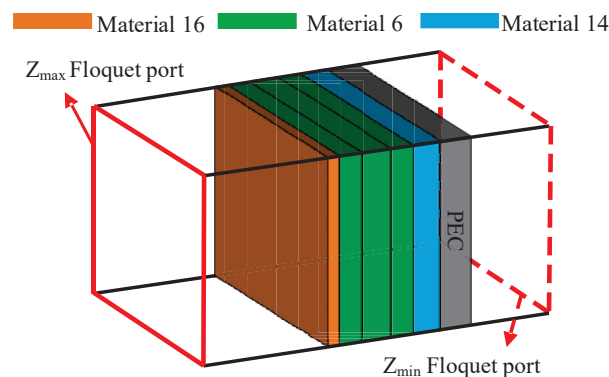 Material 16 Material 6 Material 14
Zmax Floquet port
PEC
Zmin Floquet port